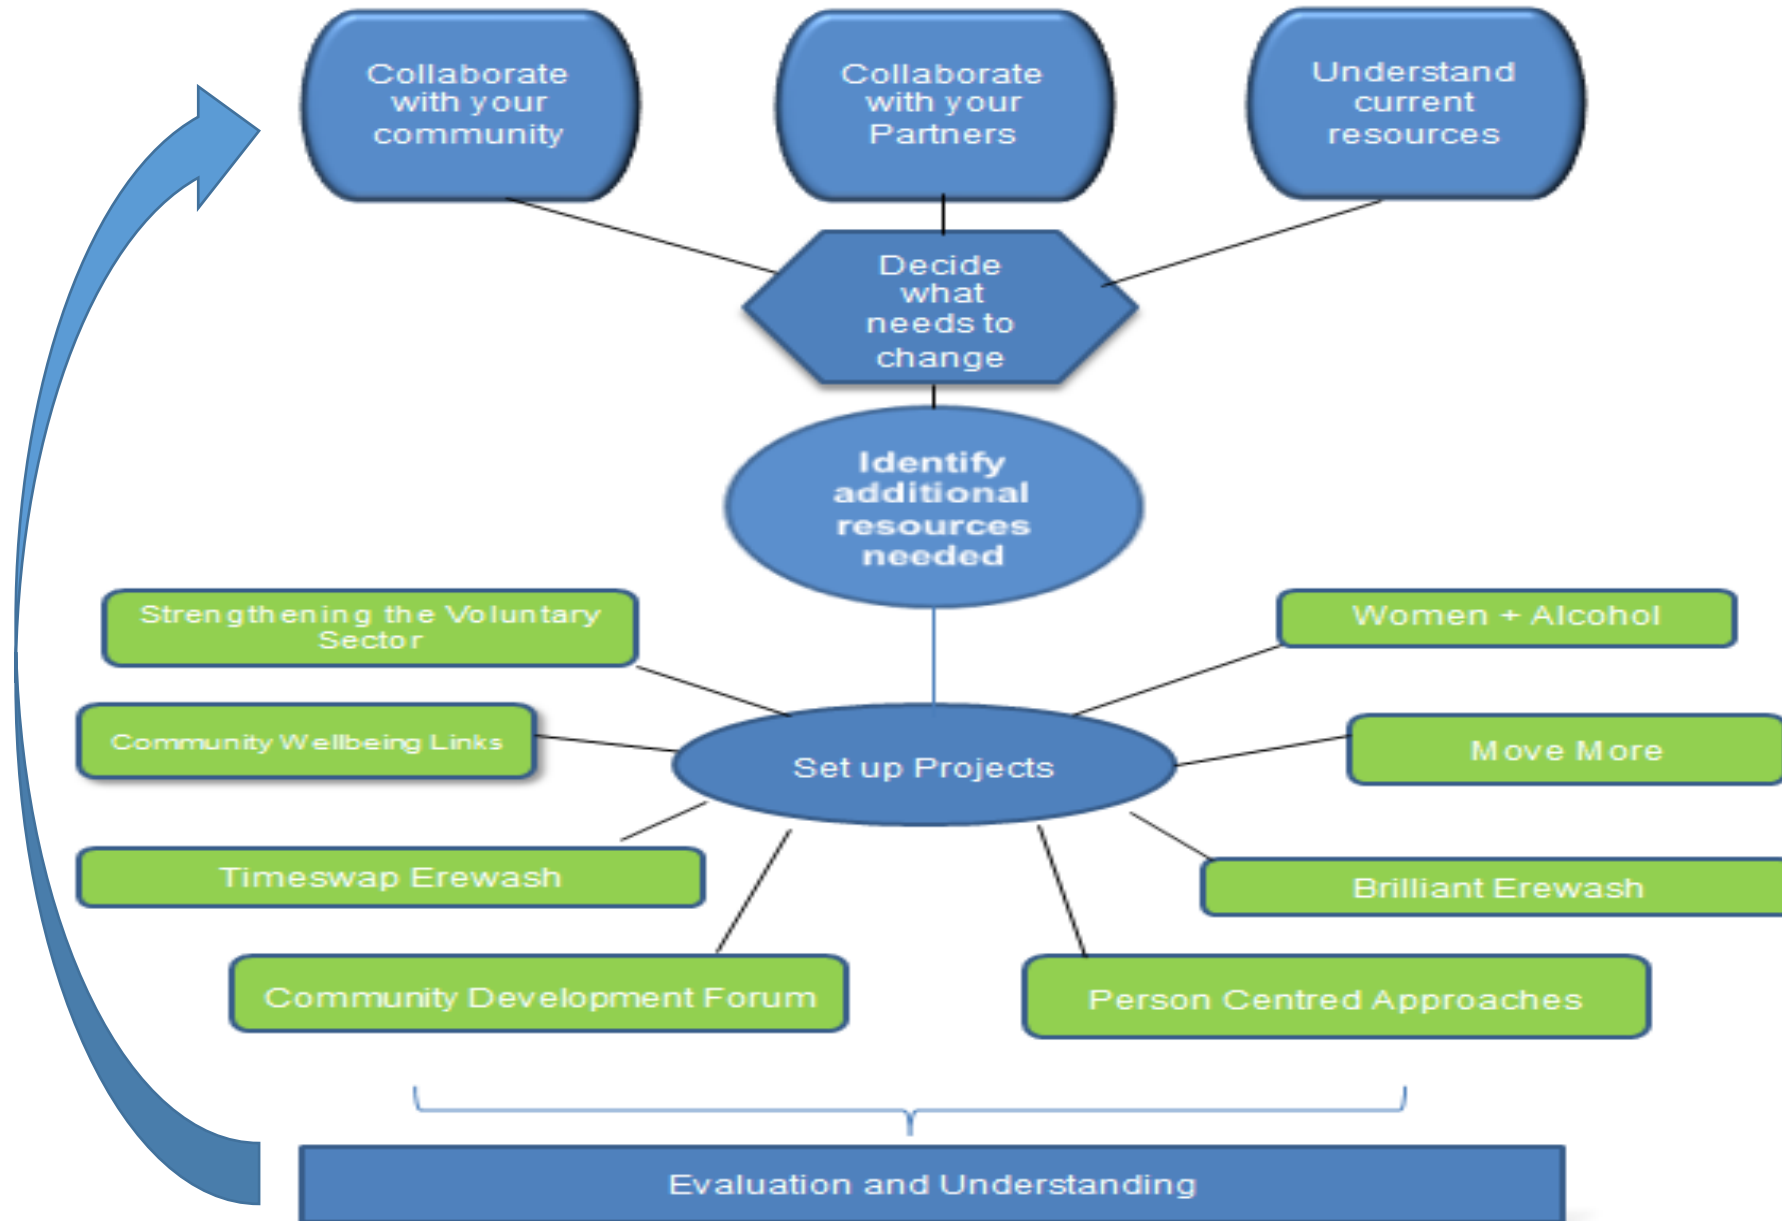 Collaborate
with your
community
Collaborate
with your
Partners
Understand
current
resources
Decide
what
needs to
change
Identify
additional
resources
needed
Strengthening the Voluntary
Sector
Women + Alcohol
Community Wellbeing Links
Move More
Set up Projects
Timeswap Erewash
Brilliant Erewash
Community Development Forum
Person Centred Approaches
Evaluation and Understanding